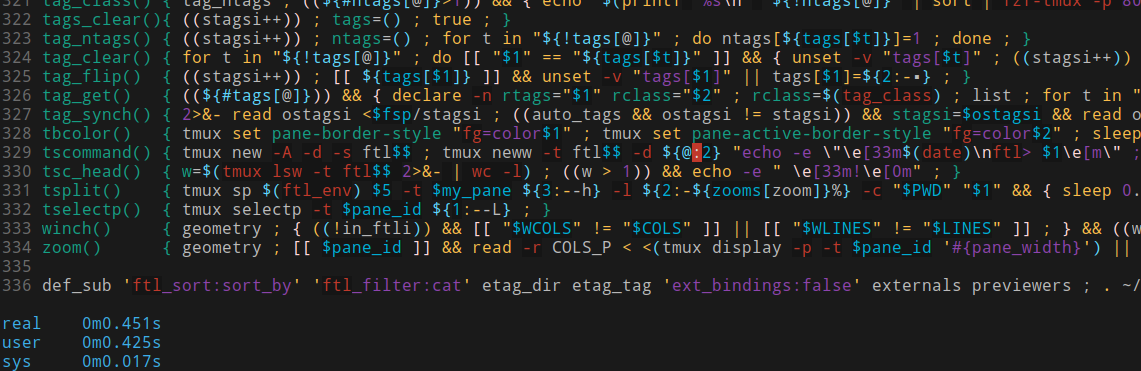 321 tag_class() { tag_ntags ; ((${#ntags[@]}>1)) && { echo "$(printf "%s\n" "${!ntags[@]}" | sort | fzf-tmux -p 80
322 tags_clear(){ ((stagsi++)) ; tags=() ; true ; }
323 tag_ntags() { ((stagsi++)) ; ntags=() ; for t in "${!tags[@]}" ; do ntags[${tags[$t]}]=1 ; done ; }
324 tag_clear() { for t in "${!tags[@]}" ; do [[ "$1" == "${tags[$t]}" ]] && { unset -v "tags[$t]" ; ((stagsi++))
325 tag_flip() { ((stagsi++)) ; [[ ${tags[$1]} ]] && unset -v "tags[$1]" || tags[$1]=${2:-▪} ; }
326 tag_get() { ((${#tags[@]})) && { declare -n rtags="$1" rclass="$2" ; rclass=$(tag_class) ; list ; for t in "
327 tag_synch() { 2>&- read ostagsi <$fsp/stagsi ; ((auto_tags && ostagsi != stagsi)) && stagsi=$ostagsi && read o
328 tbcolor() { tmux set pane-border-style "fg=color$1" ; tmux set pane-active-border-style "fg=color$2" ; sleep
329 tscommand() { tmux new -A -d -s ftl$$ ; tmux neww -t ftl$$ -d ${@:2} "echo -e \"\e[33m$(date)\nftl> $1\e[m\" ;
330 tsc_head() { w=$(tmux lsw -t ftl$$ 2>&- | wc -l) ; ((w > 1)) && echo -e " \e[33m!\e[0m" ; }
331 tsplit() { tmux sp $(ftl_env) $5 -t $my_pane ${3:--h} -l ${2:-${zooms[zoom]}%} -c "$PWD" "$1" && { sleep 0.
332 tselectp() { tmux selectp -t $pane_id ${1:--L} ; }
333 winch() { geometry ; { ((!in_ftli)) && [[ "$WCOLS" != "$COLS" ]] || [[ "$WLINES" != "$LINES" ]] ; } && ((w
334 zoom() { geometry ; [[ $pane_id ]] && read -r COLS_P < <(tmux display -p -t $pane_id '#{pane_width}') ||
335
336 def_sub 'ftl_sort:sort_by' 'ftl_filter:cat' etag_dir etag_tag 'ext_bindings:false' externals previewers ; . ~/
real 0m0.451s
user 0m0.425s
sys 0m0.017s